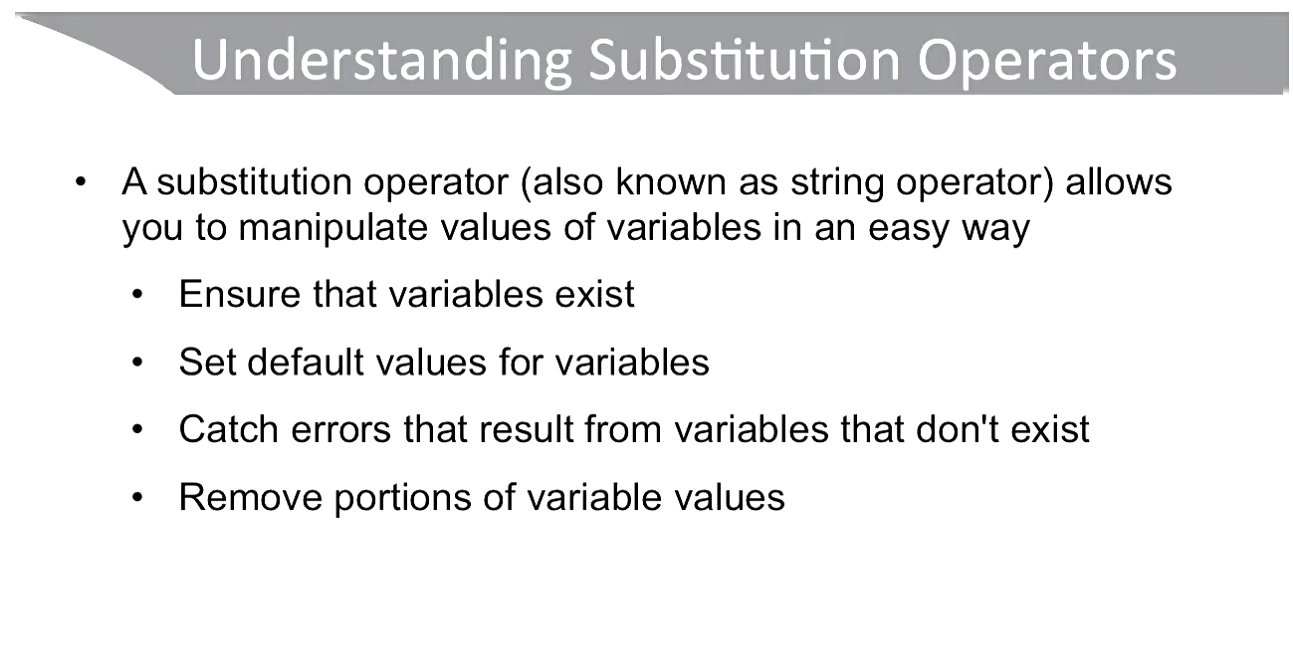 Understanding Substitution Operators
• A substitution operator (also known as string operator) allows
you to manipulate values of variables in an easy way
• Ensure that variables exist
• Set default values for variables
• Catch errors that result from variables that don't exist
• Remove portions of variable values